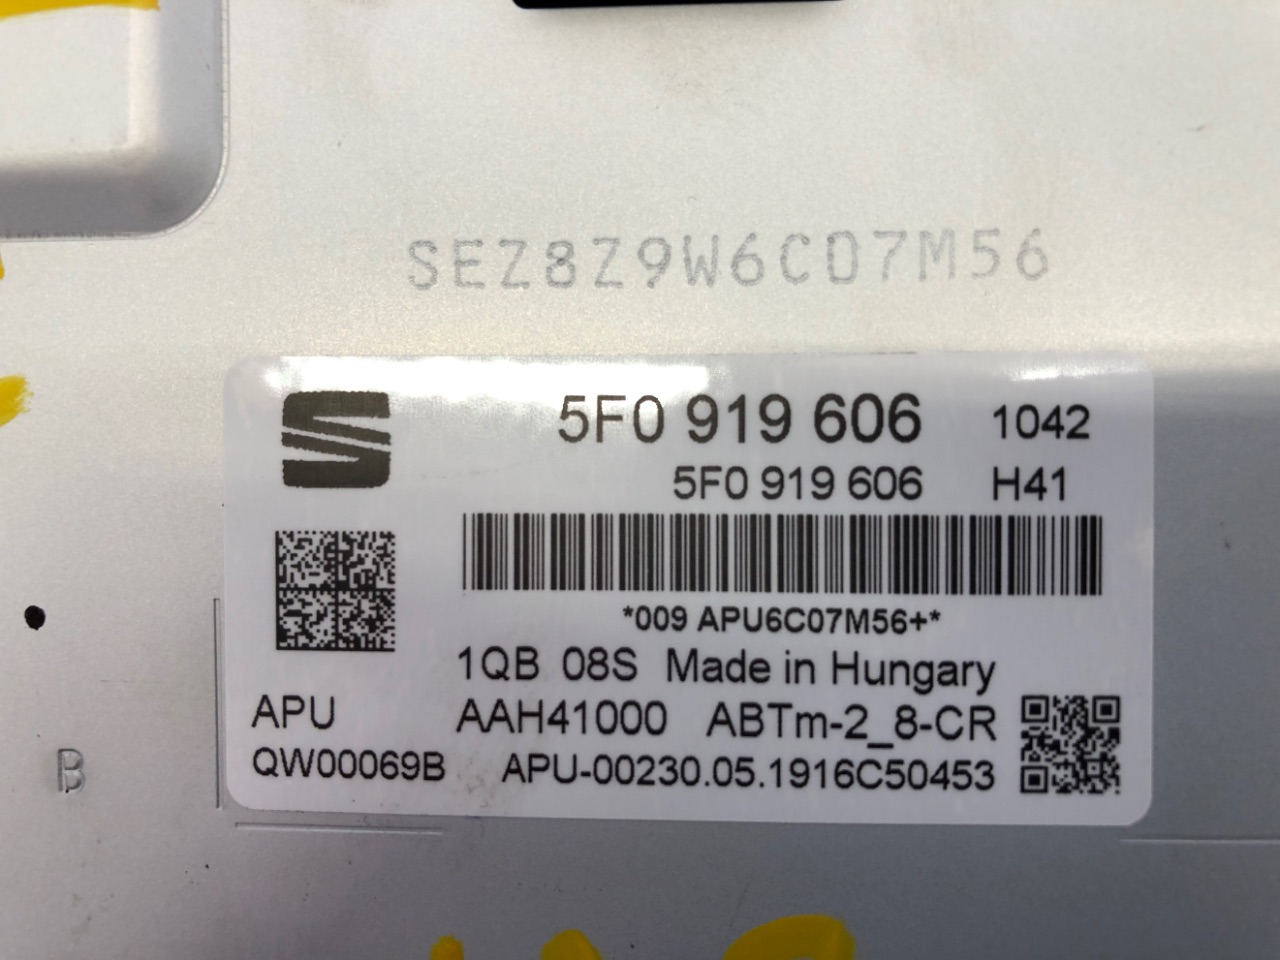 SEZ8Z9W6C07M56
5F0 919 606 1042
5F0 919 606 H41
*009 APU6C07M56+*
1QB 08S Made in Hungary
APU AAH41000 ABTm-2_8-CR
QW00069B APU-00230.05.1916C50453
B